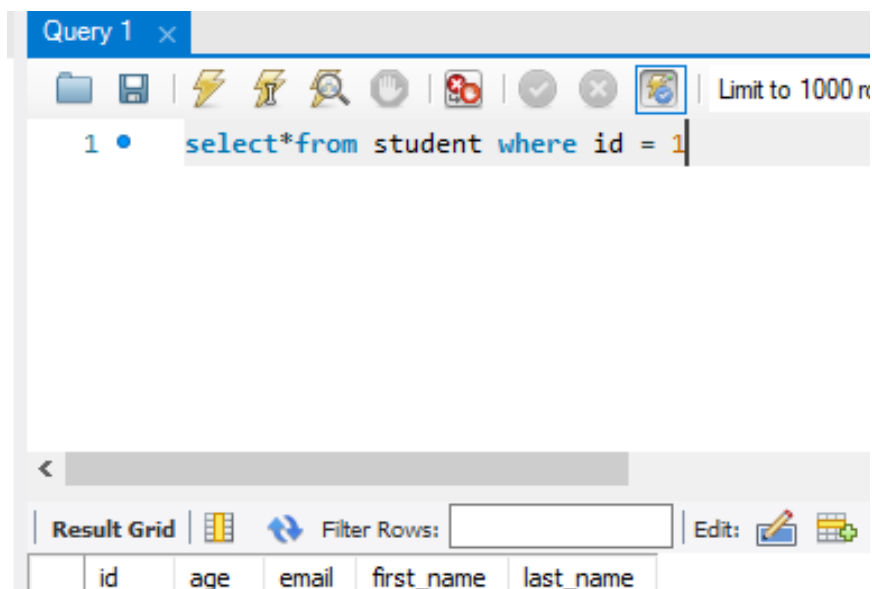 Query 1
Limit to 1000 ro
1 select*from student where id = 1
Result Grid Filter Rows: Edit:
id age email first_name last_name